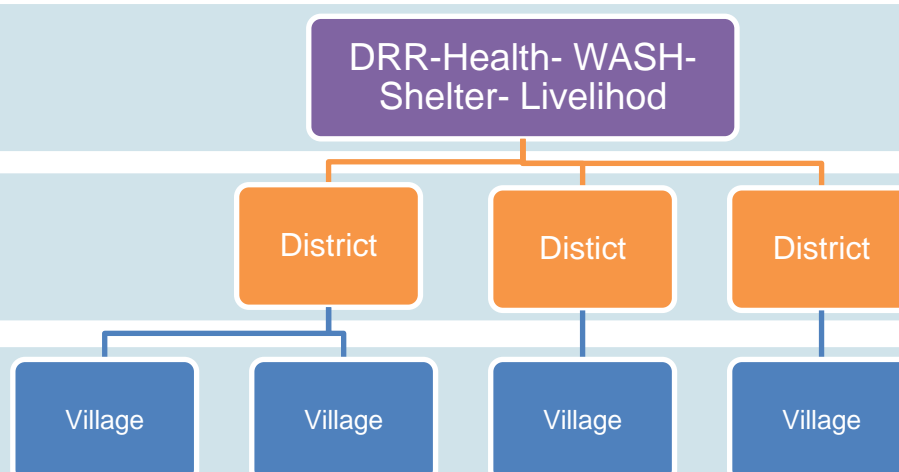 DRR-Health- WASH-
Shelter- Livelihod
District
Distict
District
Village
Village
Village
Village